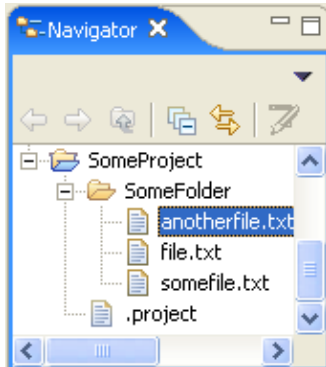 Navigator
SomeProject
SomeFolder
anotherfile.txt
file.txt
somefile.txt
.project